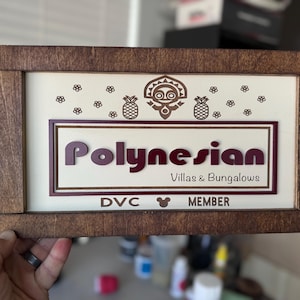 Polynesian
Villas & Bungalows
DVC MEMBER